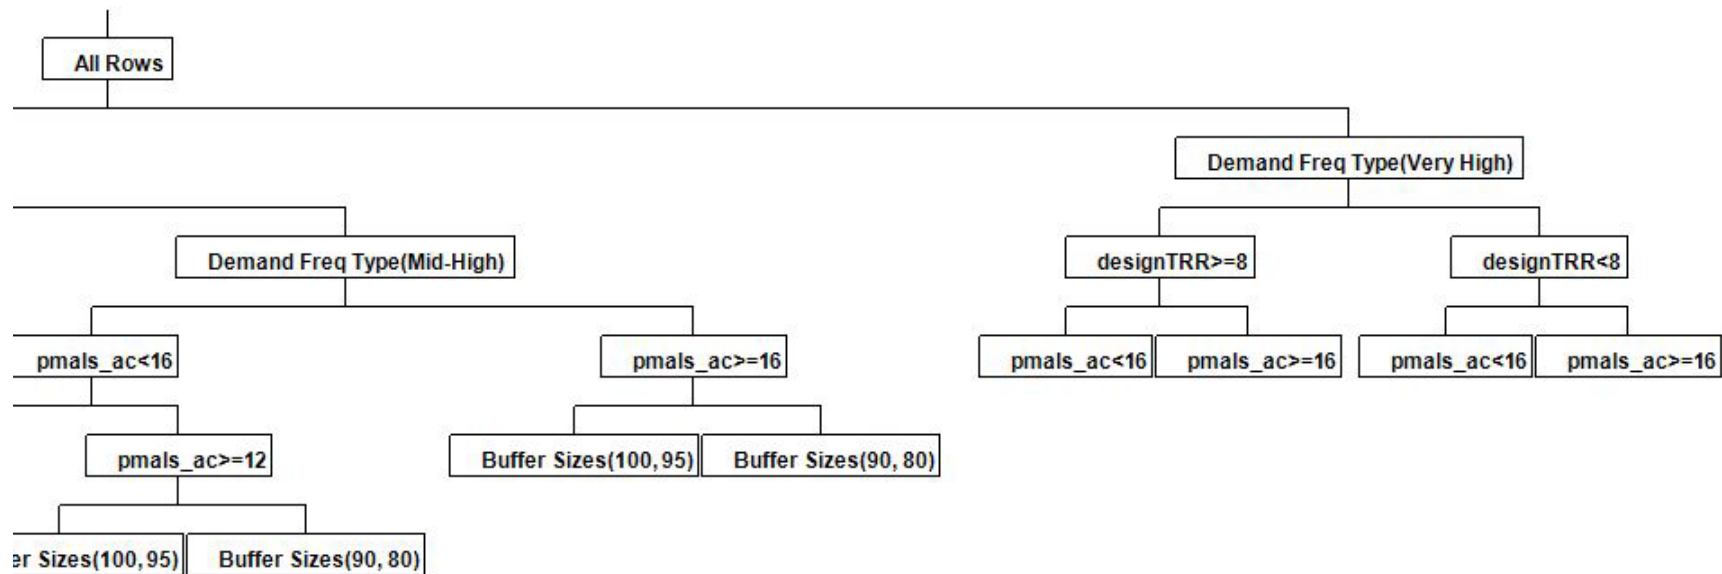 All Rows
Demand Freq Type(Very High)
Demand Freq Type(Mid-High)
designTRR>=8
designTRR<8
pmals_ac<16
pmals_ac>=16
pmals_ac<16
pmals_ac>=16
pmals_ac<16
pmals_ac>=16
pmals_ac>=12
Buffer Sizes(100, 95)
Buffer Sizes(90, 80)
er Sizes(100, 95)
Buffer Sizes(90, 80)